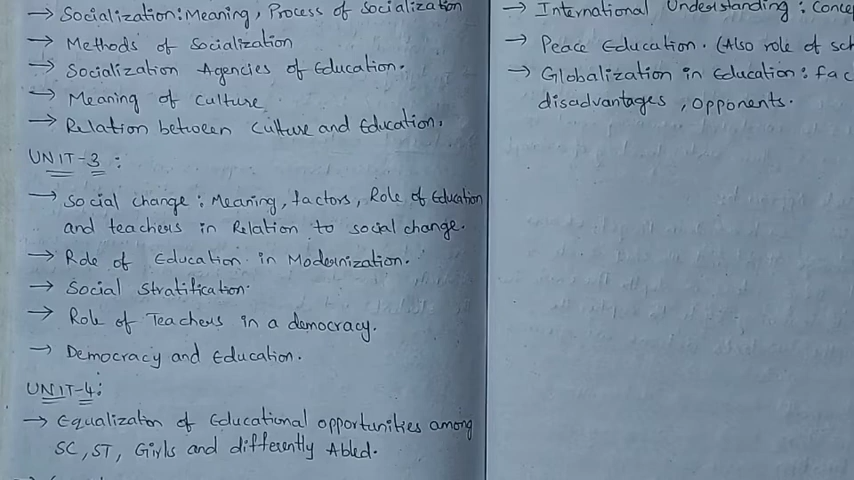 → Socialization: Meaning, Process of Socialization
→ Methods of Socialization
→ Socialization Agencies of Education.
→ Meaning of Culture
→ Relation between Culture and Education.
UNIT-3:
→ Social change: Meaning, factors, Role of Education
and teachers in Relation to social change.
→ Role of Education in Modernization.
→ Social Stratification.
→ Role of Teachers in a democracy.
→ Democracy and Education.
UNIT-4:
→ Equalization of Educational opportunities among
SC, ST, Girls and differently Abled.
→ International Understanding:
→ Peace Education. (Also role of
→ Globalization in Education:
disadvantages, opponents.